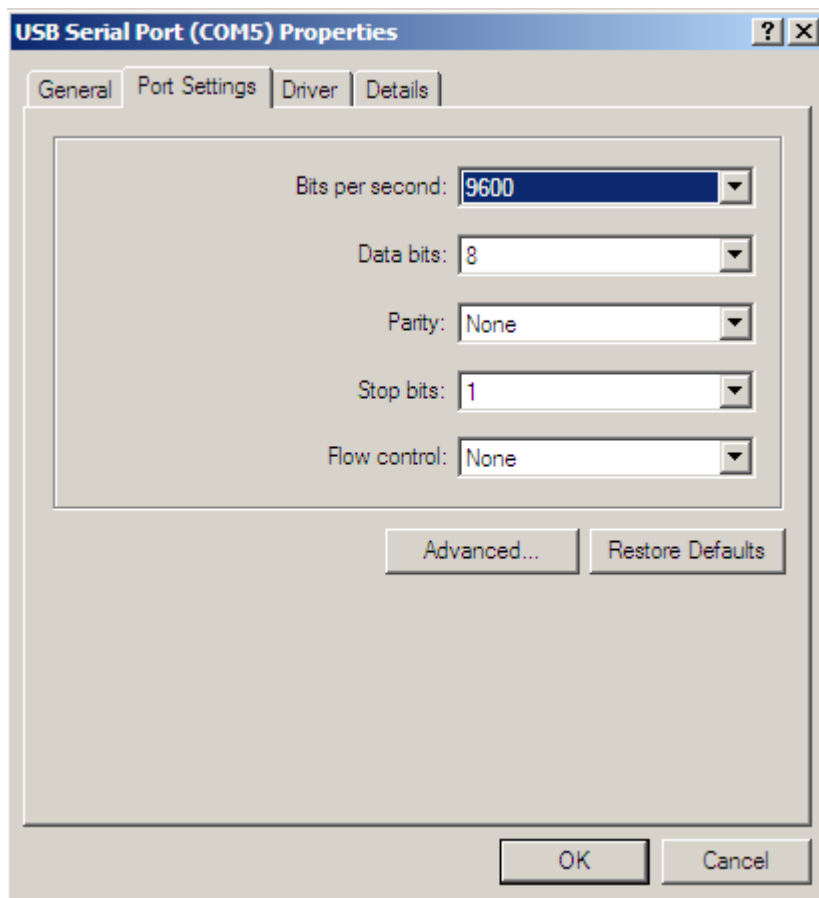 USB Serial Port (COM5) Properties
General Port Settings Driver Details
Bits per second: 9600
Data bits: 8
Parity: None
Stop bits: 1
Flow control: None
Advanced... Restore Defaults
OK Cancel